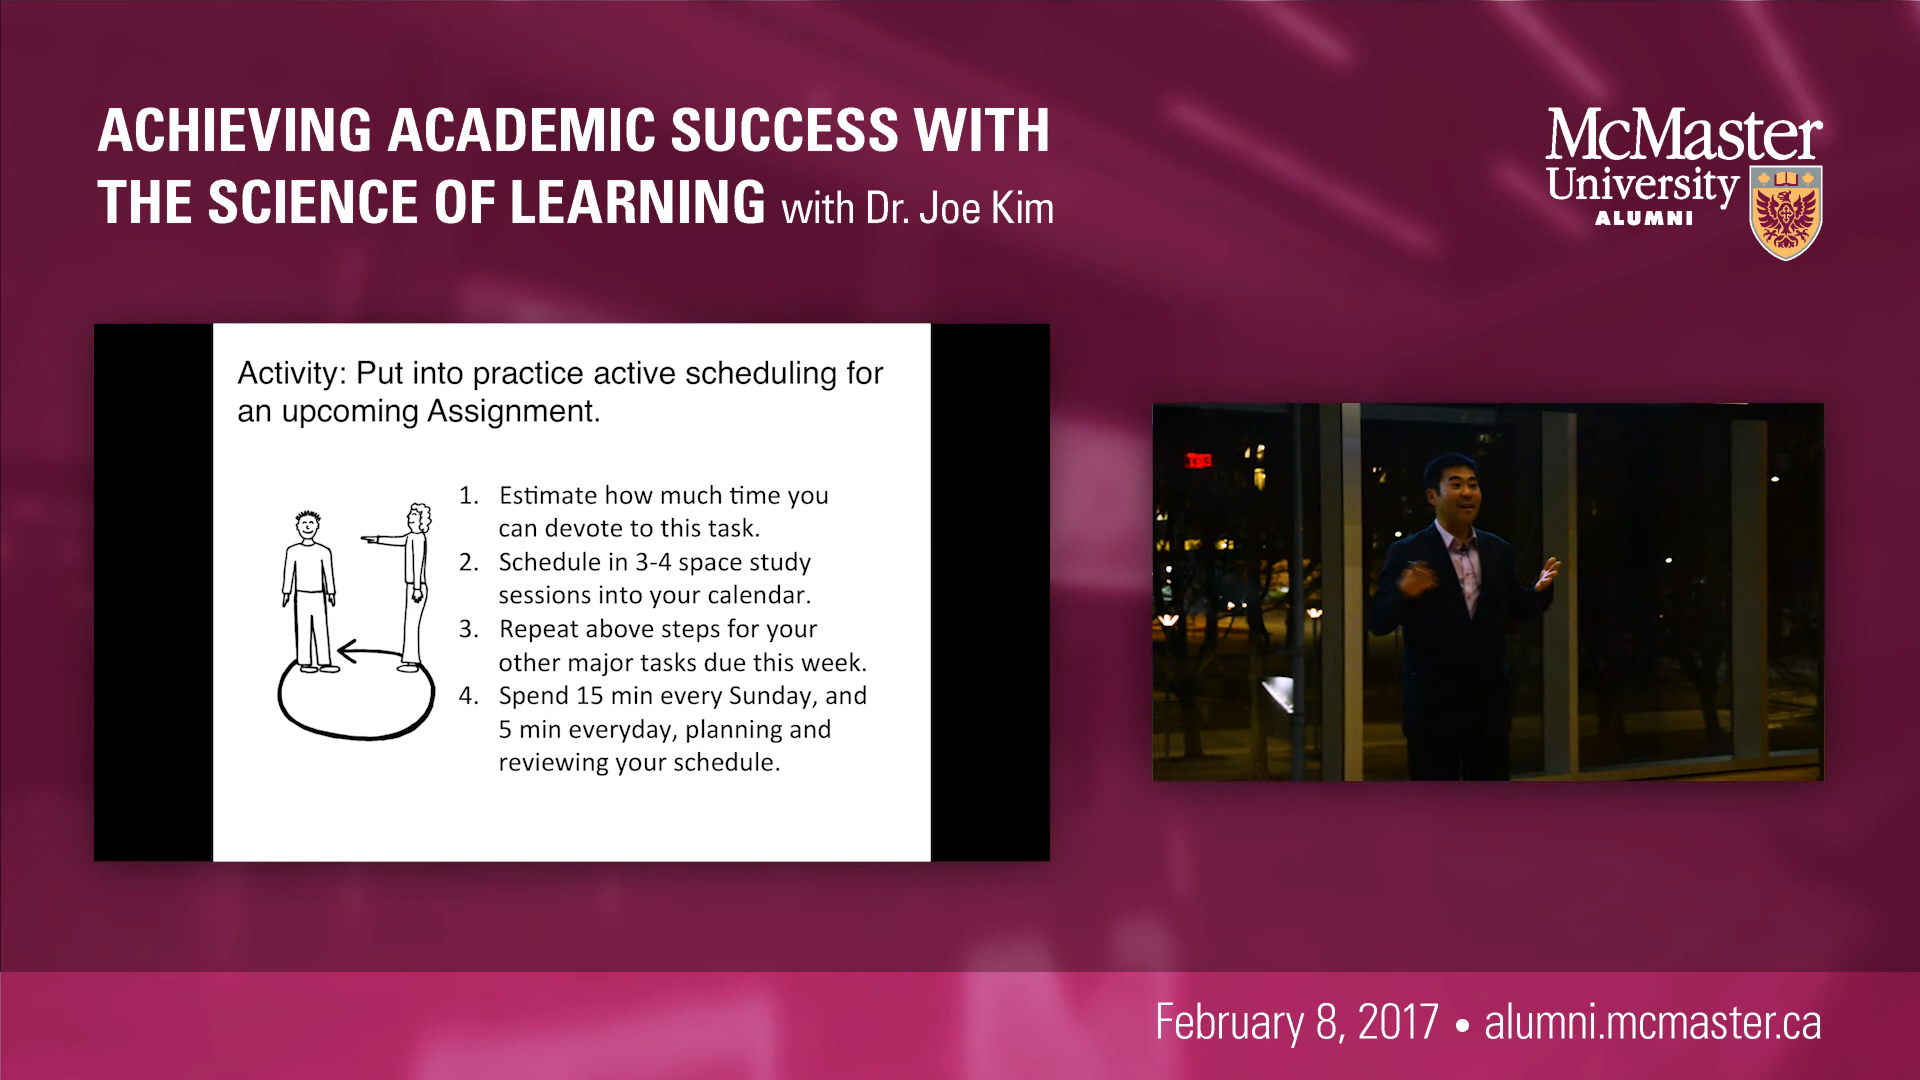 ACHIEVING ACADEMIC SUCCESS WITH
THE SCIENCE OF LEARNING with Dr. Joe Kim
McMaster
University
ALUMNI
Activity: Put into practice active scheduling for
an upcoming Assignment.
1. Estimate how much time you
can devote to this task.
2. Schedule in 3-4 space study
sessions into your calendar.
3. Repeat above steps for your
other major tasks due this week.
4. Spend 15 min every Sunday, and
5 min everyday, planning and
reviewing your schedule.
February 8, 2017 • alumni.mcmaster.ca